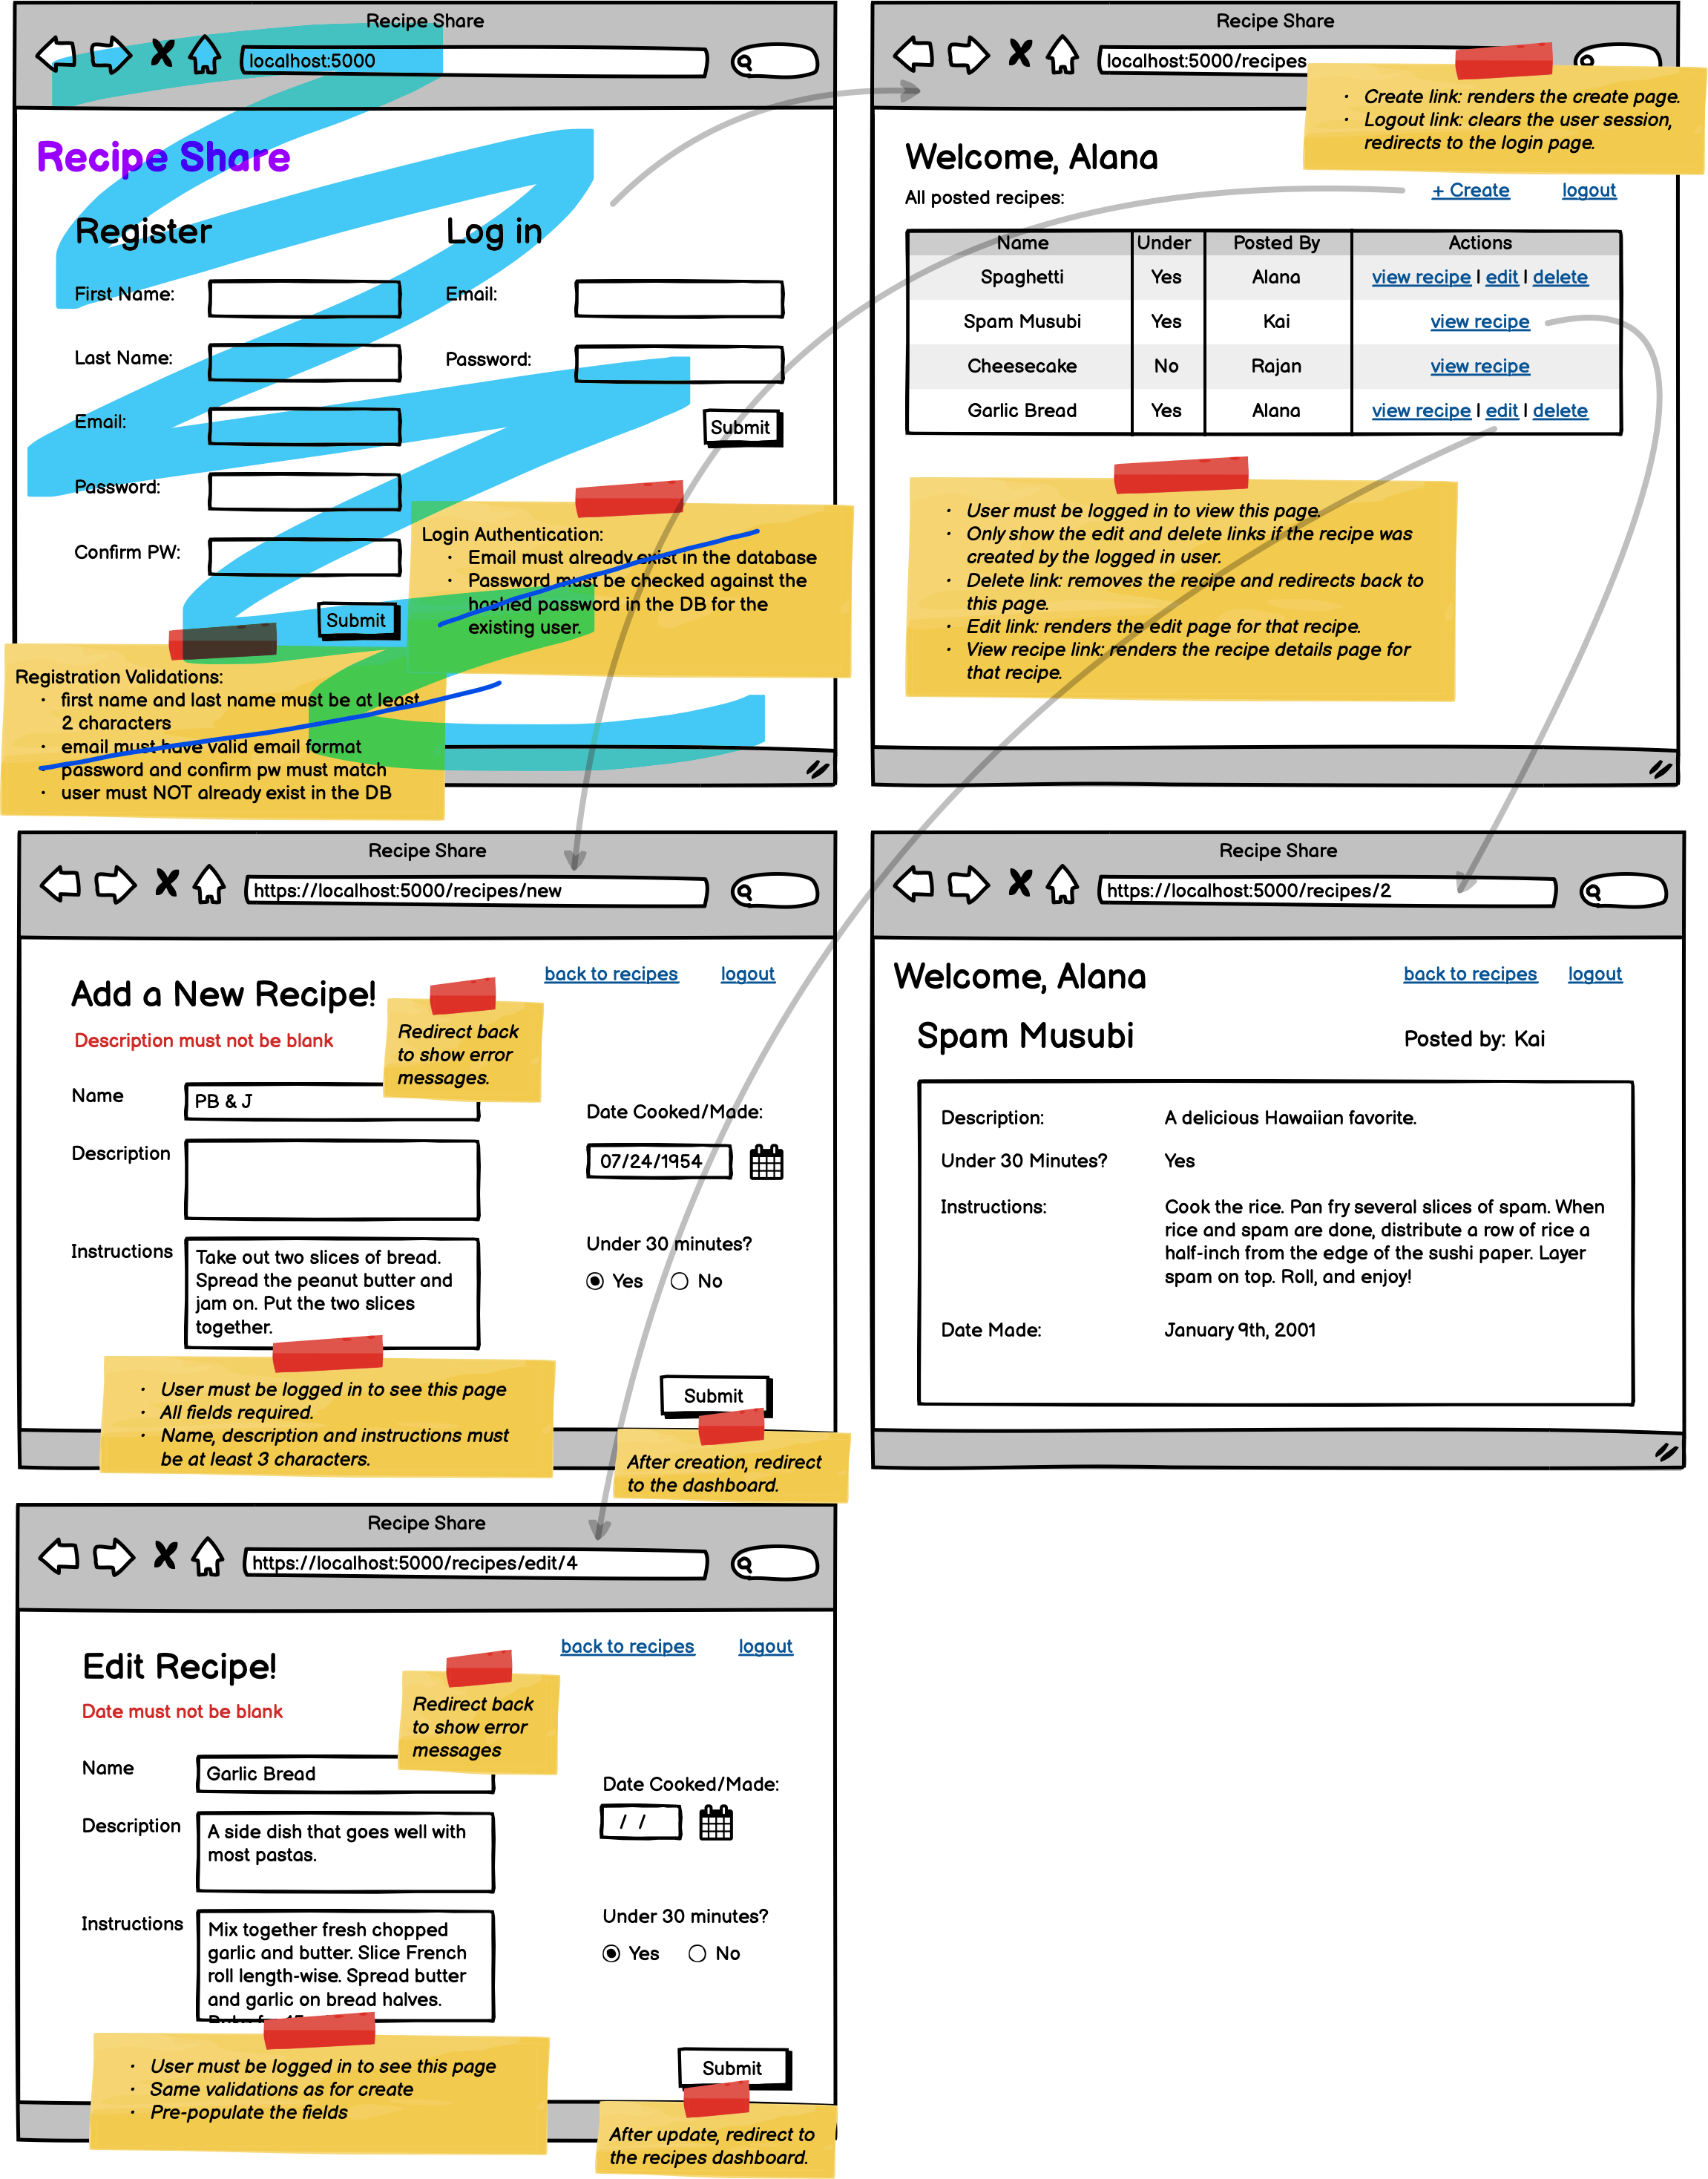 Recipe Share
localhost:5000
Recipe Share
Register
Log in
First Name:
Email:
Last Name:
Password:
Email:
Submit
Password:
Confirm PW:
Submit
Login Authentication:
· Email must already exist in the database
· Password must be checked against the
hashed password in the DB for the
existing user.
Registration Validations:
· first name and last name must be at least
2 characters
· email must have valid email format
· password and confirm pw must match
· user must NOT already exist in the DB
Recipe Share
localhost:5000/recipes
· Create link: renders the create page.
· Logout link: clears the user session,
redirects to the login page.
Welcome, Alana
All posted recipes:
+ Create
logout
Name Under Posted By Actions
Spaghetti Yes Alana view recipe | edit | delete
Spam Musubi Yes Kai view recipe
Cheesecake No Rajan view recipe
Garlic Bread Yes Alana view recipe | edit | delete
· User must be logged in to view this page.
· Only show the edit and delete links if the recipe was
created by the logged in user.
· Delete link: removes the recipe and redirects back to
this page.
· Edit link: renders the edit page for that recipe.
· View recipe link: renders the recipe details page for
that recipe.
Recipe Share
https://localhost:5000/recipes/new
back to recipes
logout
Add a New Recipe!
Description must not be blank
Redirect back
to show error
messages.
Name
PB & J
Date Cooked/Made:
07/24/1954
Description
Instructions
Take out two slices of bread.
Spread the peanut butter and
jam on. Put the two slices
together.
Under 30 minutes?
Yes
No
· User must be logged in to see this page
· All fields required.
· Name, description and instructions must
be at least 3 characters.
Submit
After creation, redirect
to the dashboard.
Recipe Share
https://localhost:5000/recipes/2
Welcome, Alana
back to recipes
logout
Spam Musubi
Posted by: Kai
Description:
A delicious Hawaiian favorite.
Under 30 Minutes?
Yes
Instructions:
Cook the rice. Pan fry several slices of spam. When
rice and spam are done, distribute a row of rice a
half-inch from the edge of the sushi paper. Layer
spam on top. Roll, and enjoy!
Date Made:
January 9th, 2001
Recipe Share
https://localhost:5000/recipes/edit/4
back to recipes
logout
Edit Recipe!
Date must not be blank
Redirect back
to show error
messages
Name
Garlic Bread
Date Cooked/Made:
/ /
Description
A side dish that goes well with
most pastas.
Instructions
Mix together fresh chopped
garlic and butter. Slice French
roll length-wise. Spread butter
and garlic on bread halves.
Under 30 minutes?
Yes
No
· User must be logged in to see this page
· Same validations as for create
· Pre-populate the fields
Submit
After update, redirect to
the recipes dashboard.